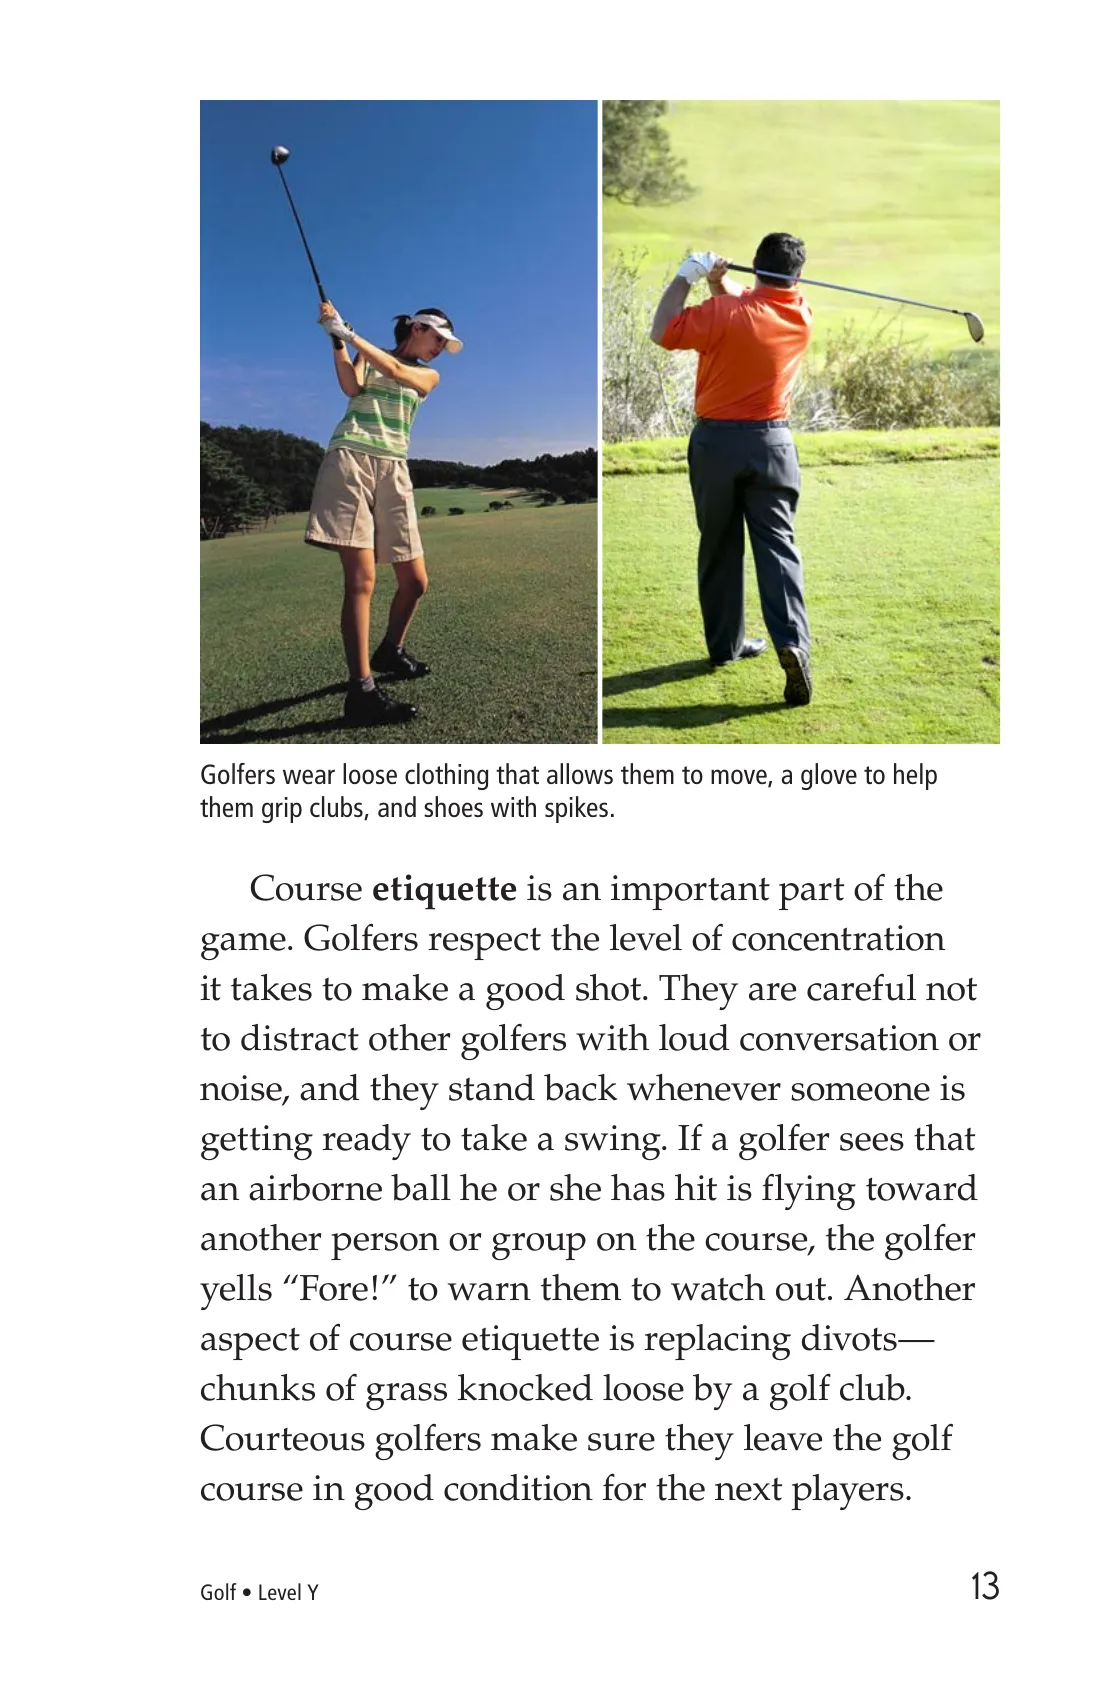 Golfers wear loose clothing that allows them to move, a glove to help
them grip clubs, and shoes with spikes.
Course etiquette is an important part of the
game. Golfers respect the level of concentration
it takes to make a good shot. They are careful not
to distract other golfers with loud conversation or
noise, and they stand back whenever someone is
getting ready to take a swing. If a golfer sees that
an airborne ball he or she has hit is flying toward
another person or group on the course, the golfer
yells “Fore!” to warn them to watch out. Another
aspect of course etiquette is replacing divots—
chunks of grass knocked loose by a golf club.
Courteous golfers make sure they leave the golf
course in good condition for the next players.
Golf • Level Y
13